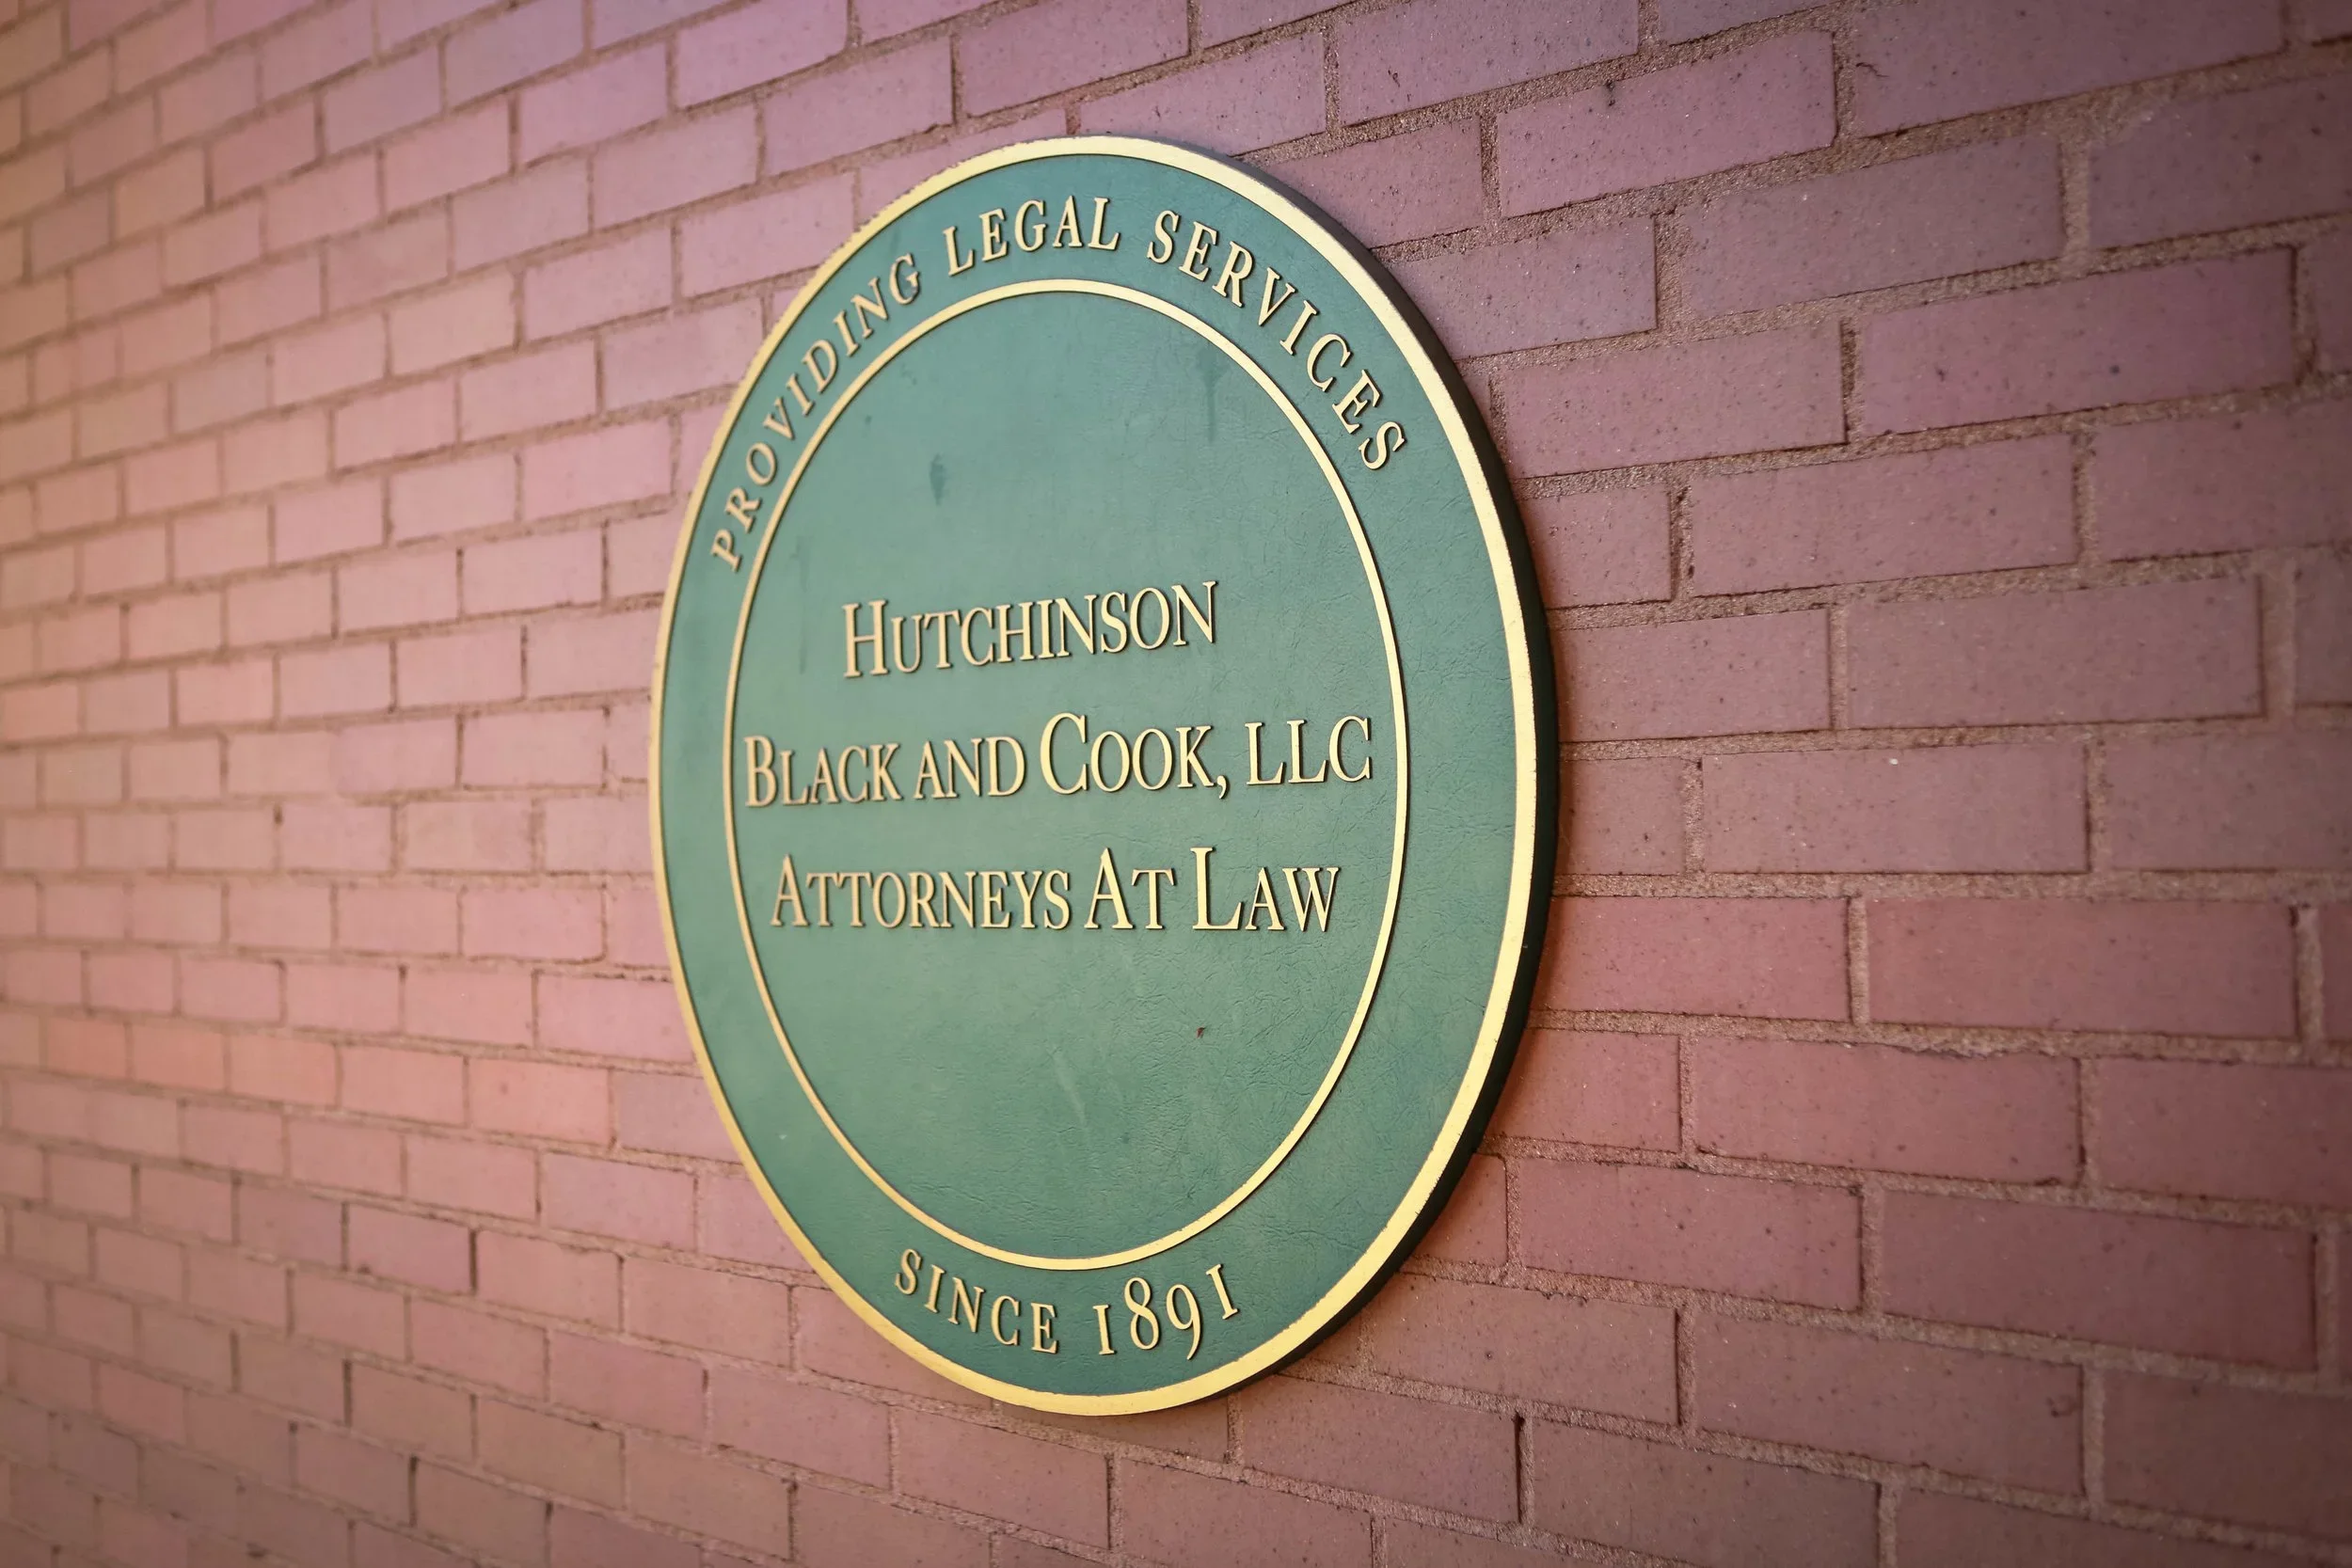 PROVIDING LEGAL SERVICES
HUTCHINSON
BLACK AND COOK, LLC
ATTORNEYS AT LAW
SINCE 1891